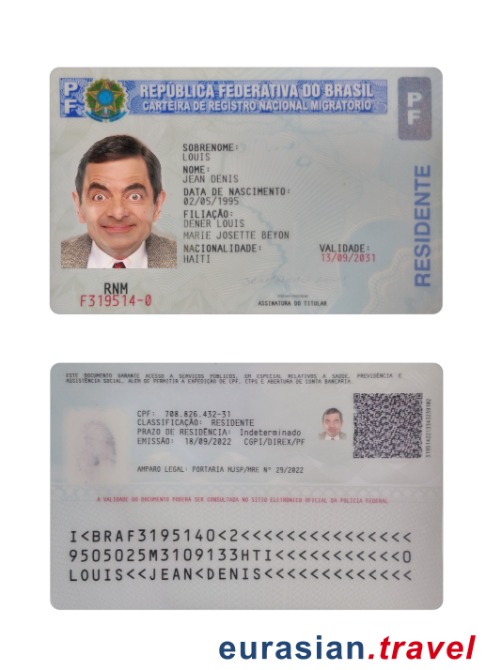 PF
REPÚBLICA FEDERATIVA DO BRASIL
CARTEIRA DE REGISTRO NACIONAL MIGRATÓRIO
PF
RESIDENTE
SOBRENOME:
LOUIS
NOME:
JEAN DENIS
DATA DE NASCIMENTO:
02/05/1995
FILIAÇÃO:
DENER LOUIS
MARIE JOSETTE BEYON
NACIONALIDADE:
HAITI
VALIDADE:
13/09/2031
RNM
F319514-0
ASSINATURA DO TITULAR
ESTE DOCUMENTO GARANTE ACESSO A SERVIÇOS PÚBLICOS, EM ESPECIAL RELATIVOS A SAÚDE, PREVIDÊNCIA E
ASSISTÊNCIA SOCIAL, ALÉM DE PERMITIR A EXPEDIÇÃO DE CPF, CTPS E ABERTURA DE CONTA BANCÁRIA.
CPF: 708.826.432-31
CLASSIFICAÇÃO: RESIDENTE
PRAZO DE RESIDÊNCIA: Indeterminado
EMISSÃO: 18/09/2022 CGPI/DIREX/PF
AMPARO LEGAL: PORTARIA MJSP/MRE N° 29/2022
A VALIDADE DO DOCUMENTO PODERÁ SER CONSULTADA NO SÍTIO ELETRÔNICO OFICIAL DA POLÍCIA FEDERAL
I<BRAF3195140<2<<<<<<<<<<<<<<<
9505025M3109133HTI<<<<<<<<<<<0
LOUIS<<JEAN<DENIS<<<<<<<<<<<<<
eurasian.travel